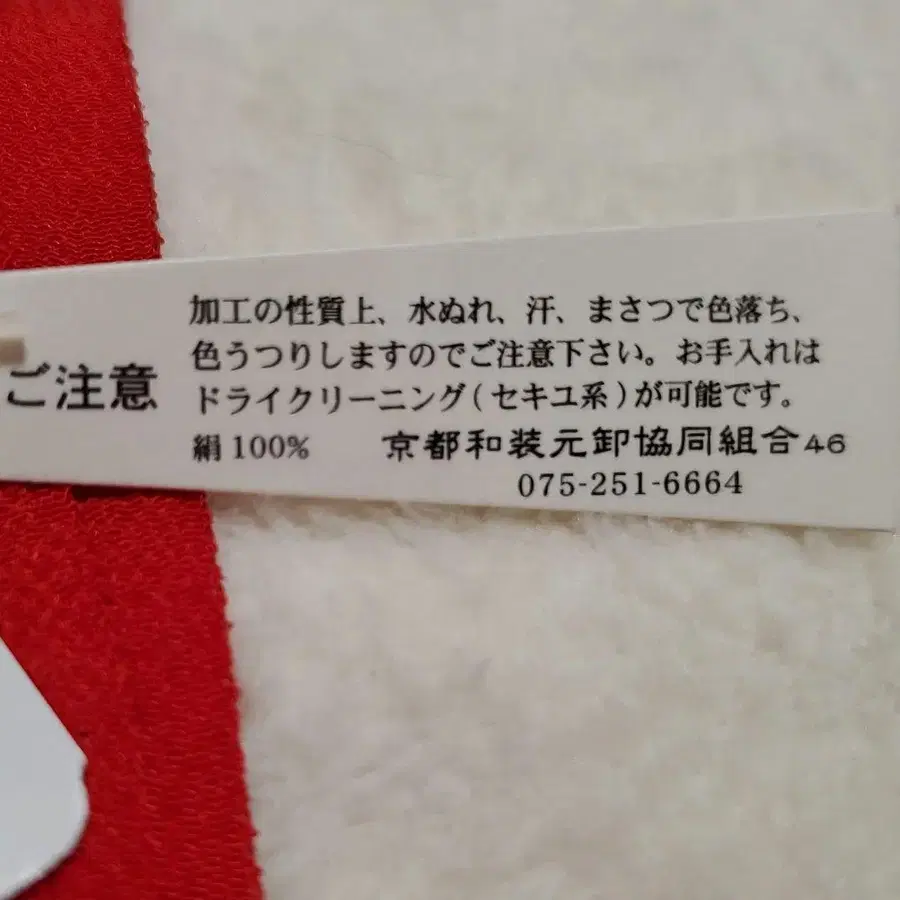 ご注意
加工の性質上、水ぬれ、汗、まさつで色落ち、
色うつりしますのでご注意下さい。お手入れは
ドライクリーニング(セキユ系)が可能です。
絹100% 京都和装元卸協同組合46
075-251-6664